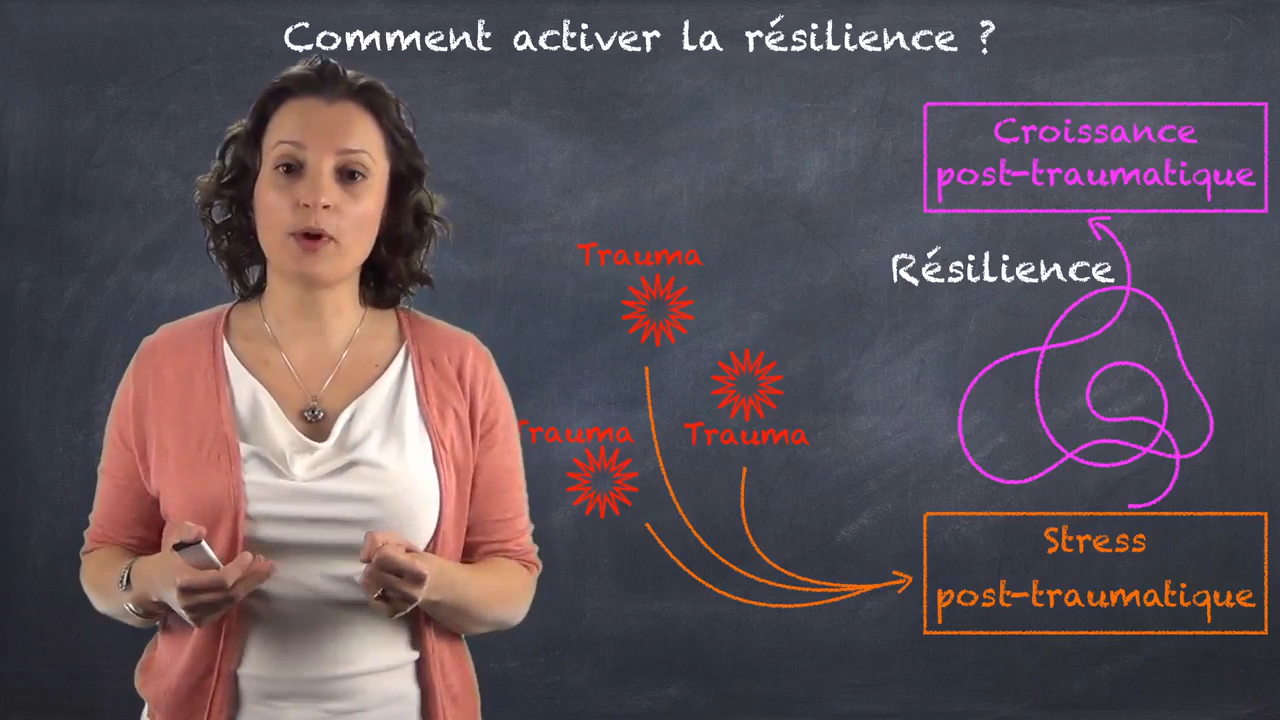 Comment activer la résilience ?
Croissance
post-traumatique
Trauma
Résilience
Trauma
Trauma
Stress
post-traumatique